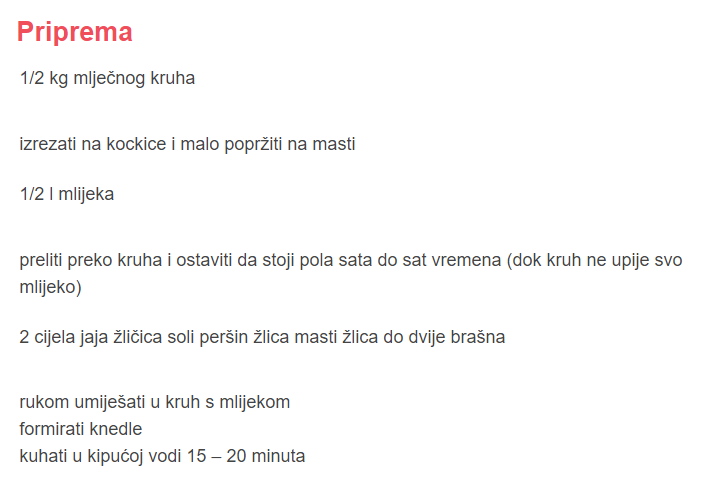 Priprema
1/2 kg mlječnog kruha
izrezati na kockice i malo popržiti na masti
1/2 l mlijeka
preliti preko kruha i ostaviti da stoji pola sata do sat vremena (dok kruh ne upije svo
mlijeko)
2 cijela jaja žličica soli peršin žlica masti žlica do dvije brašna
rukom umiješati u kruh s mlijekom
formirati knedle
kuhati u kipućoj vodi 15 – 20 minuta